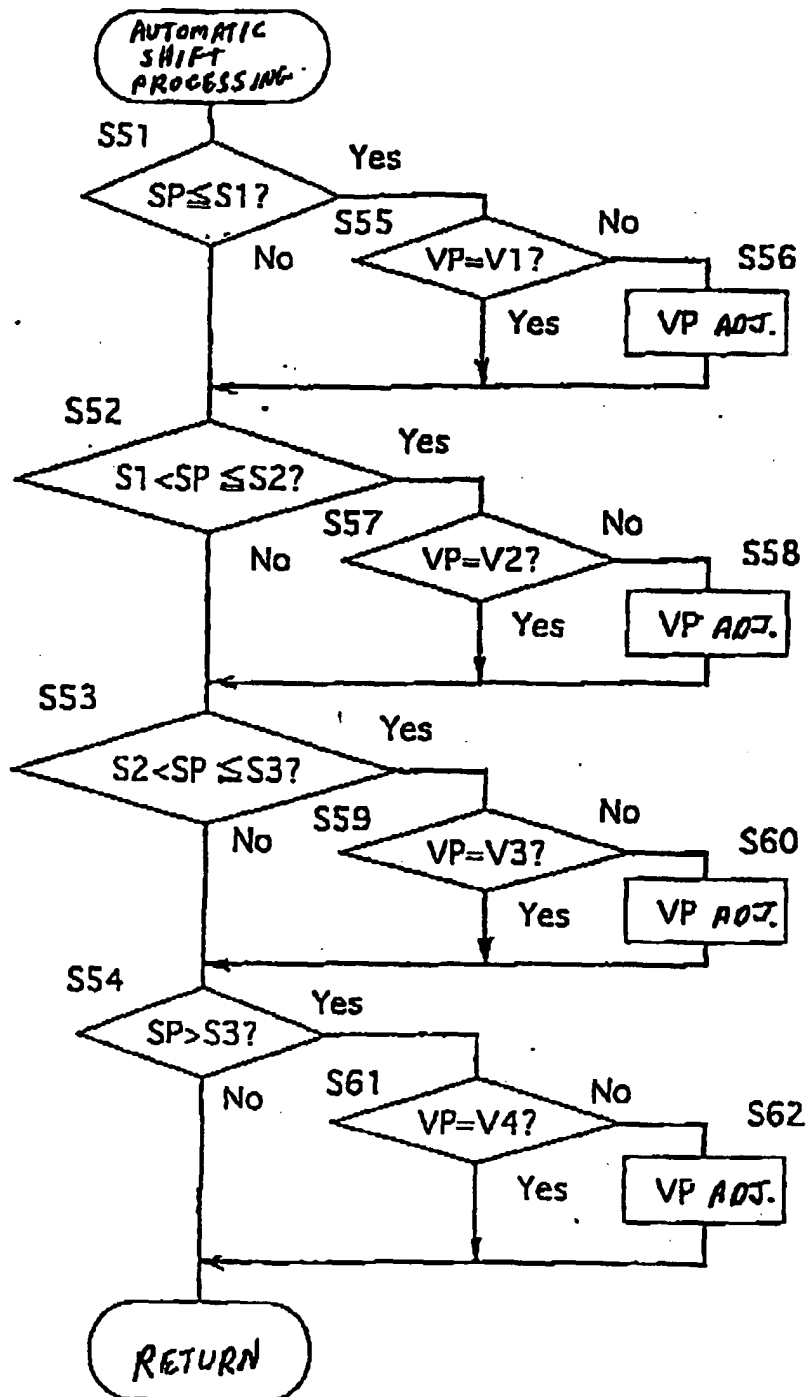 AUTOMATIC
SHIFT
PROCESSING
S51
Yes
SP≦S1?
S55
No
No
VP=V1?
S56
Yes
VP ADJ.
S52
Yes
S1<SP≦S2?
S57
No
No
VP=V2?
S58
Yes
VP ADJ.
S53
Yes
S2<SP≦S3?
S59
No
No
VP=V3?
S60
Yes
VP ADJ.
S54
Yes
SP>S3?
S61
No
No
VP=V4?
S62
Yes
VP ADJ.
RETURN